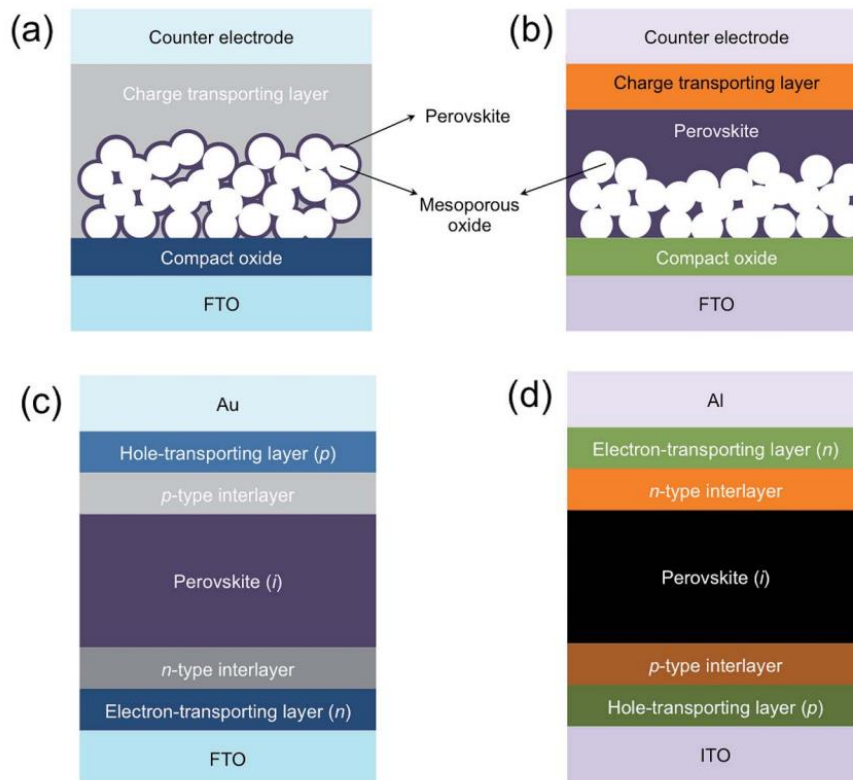 (a)
Counter electrode
Charge transporting layer
Compact oxide
FTO
Perovskite
Mesoporous
oxide
(b)
Counter electrode
Charge transporting layer
Perovskite
Compact oxide
FTO
(c)
Au
Hole-transporting layer (p)
p-type interlayer
Perovskite (i)
n-type interlayer
Electron-transporting layer (n)
FTO
(d)
Al
Electron-transporting layer (n)
n-type interlayer
Perovskite (i)
p-type interlayer
Hole-transporting layer (p)
ITO